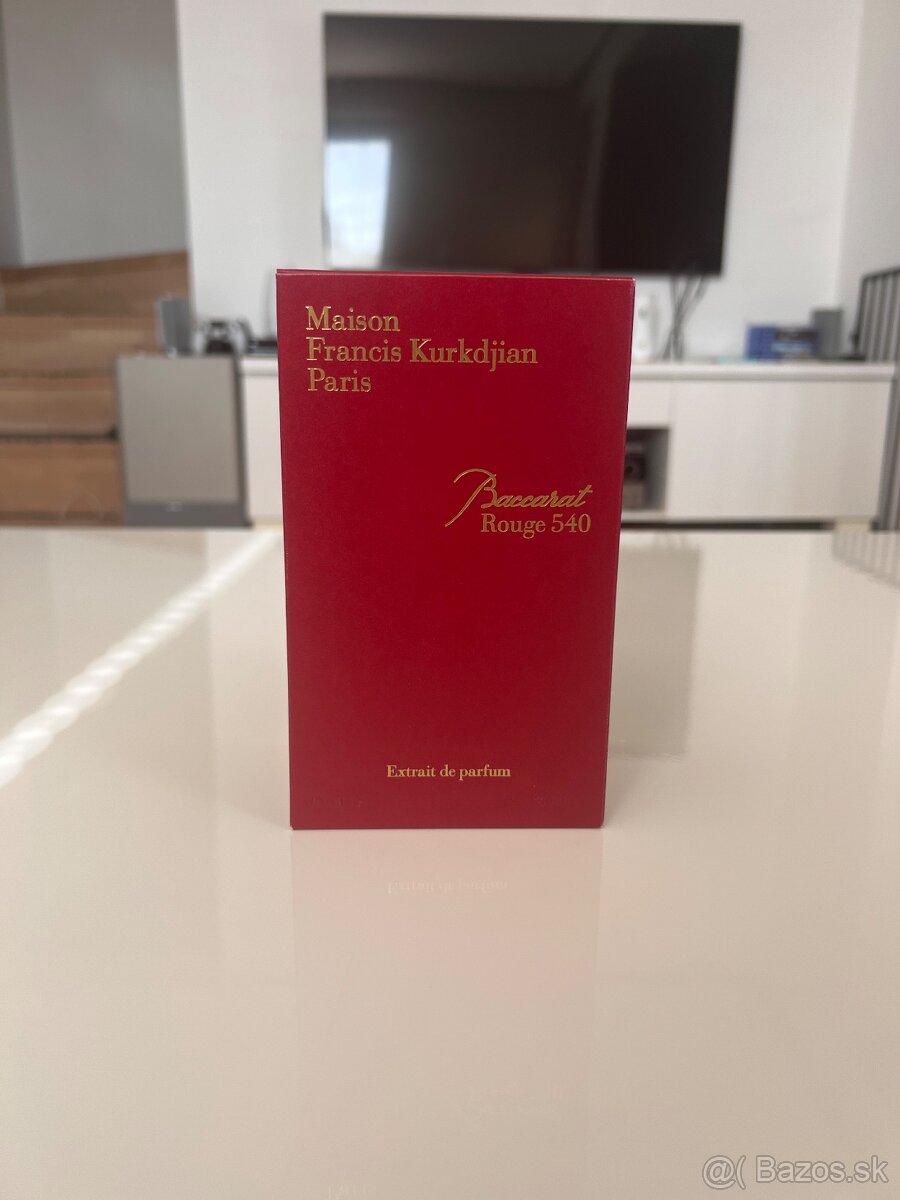 Maison
Francis Kurkdjian
Paris
Baccarat
Rouge 540
Extrait de parfum
@( Bazos.sk